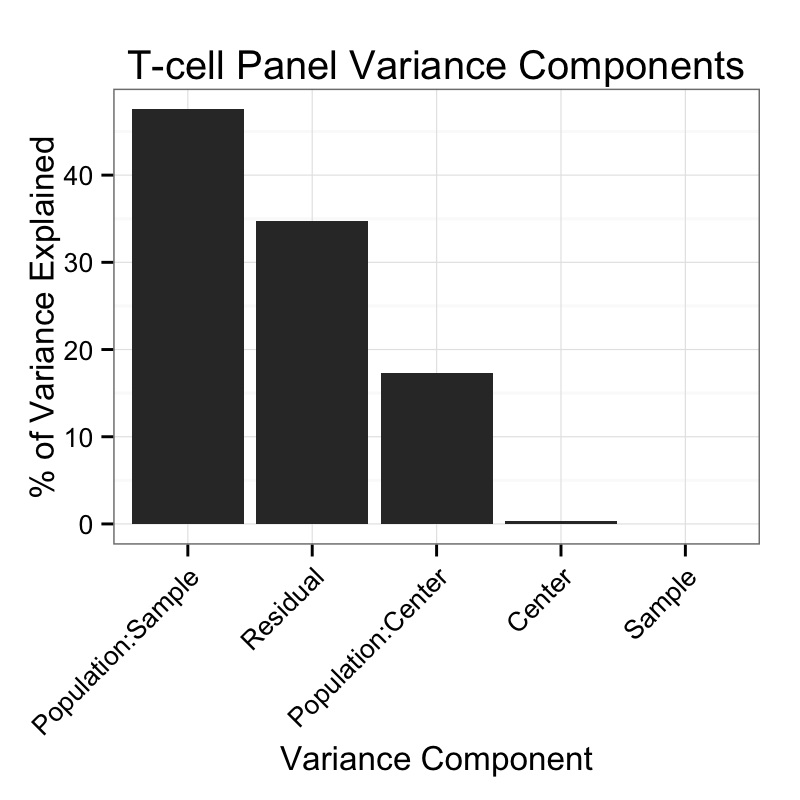 T-cell Panel Variance Components
% of Variance Explained
40
30
20
10
0
Population:Sample
Residual
Population:Center
Center
Sample
Variance Component